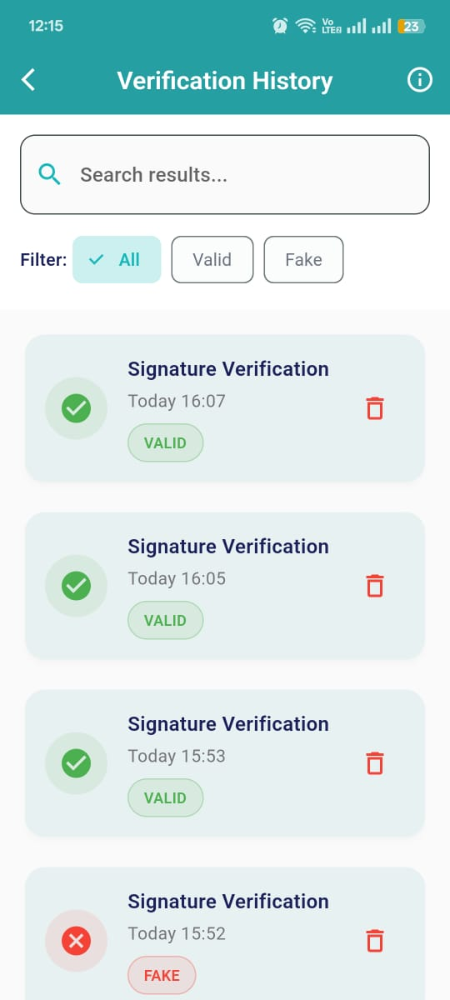 12:15
Vo
LTE2
23
Verification History
Search results...
Filter:
All
Valid
Fake
Signature Verification
Today 16:07
VALID
Signature Verification
Today 16:05
VALID
Signature Verification
Today 15:53
VALID
Signature Verification
Today 15:52
FAKE